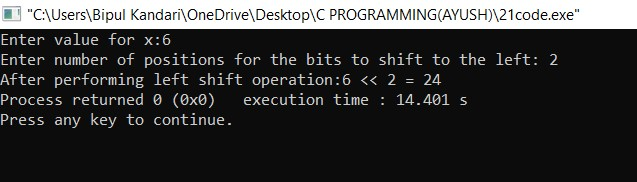 "C:\Users\Bipul Kandari\OneDrive\Desktop\C PROGRAMMING(AYUSH)\21code.exe"
Enter value for x:6
Enter number of positions for the bits to shift to the left: 2
After performing left shift operation:6 << 2 = 24
Process returned 0 (0x0)   execution time : 14.401 s
Press any key to continue.